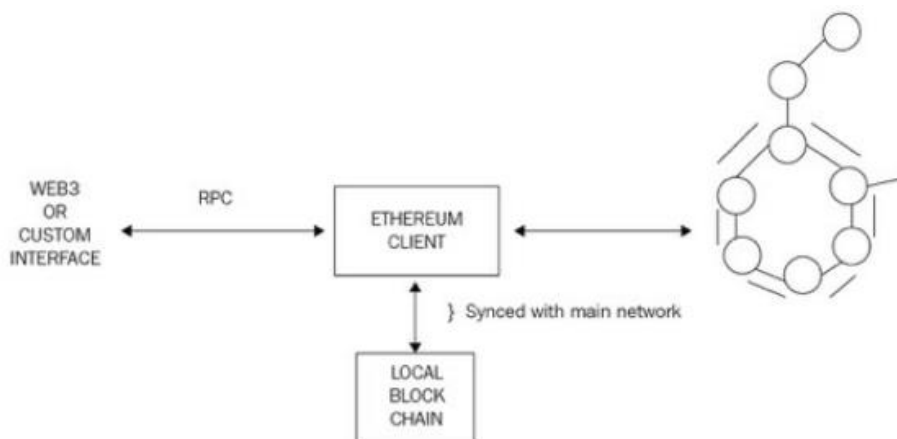 WEB3
OR
CUSTOM
INTERFACE
RPC
ETHEREUM
CLIENT
} Synced with main network
LOCAL
BLOCK
CHAIN